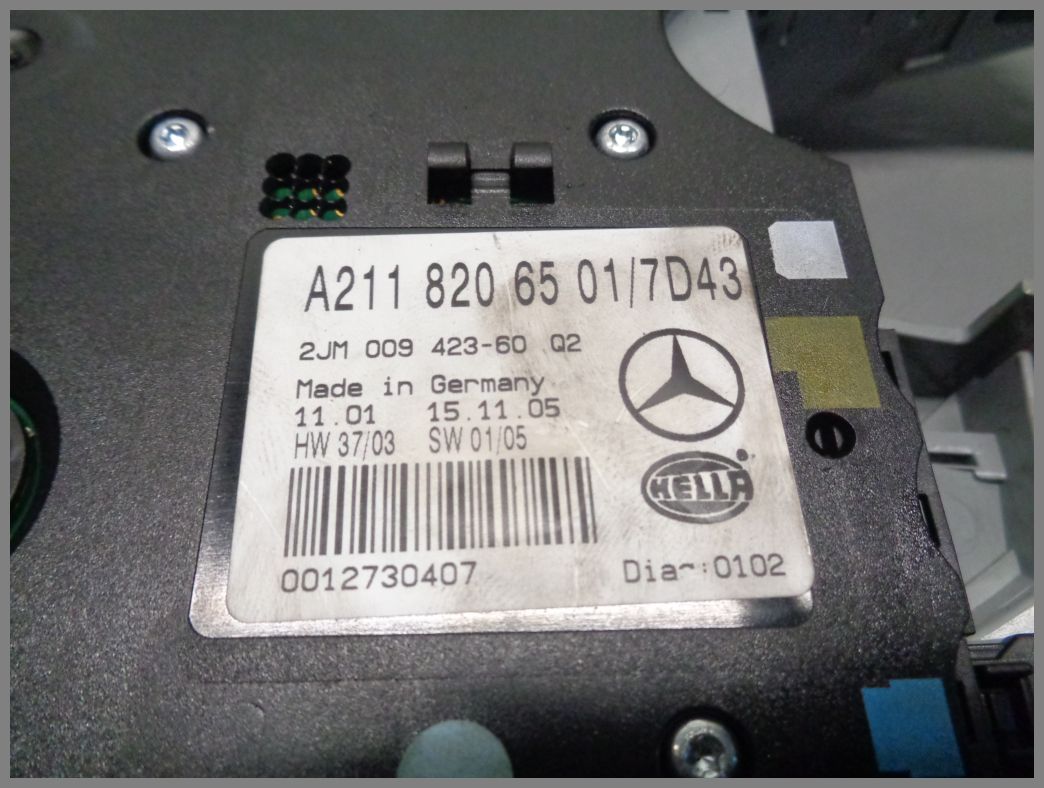 A211 820 65 01/7D43
2JM 009 423-60 Q2
Made in Germany
11.01 15.11.05
HW 37/03 SW 01/05
HELLA
0012730407
0102